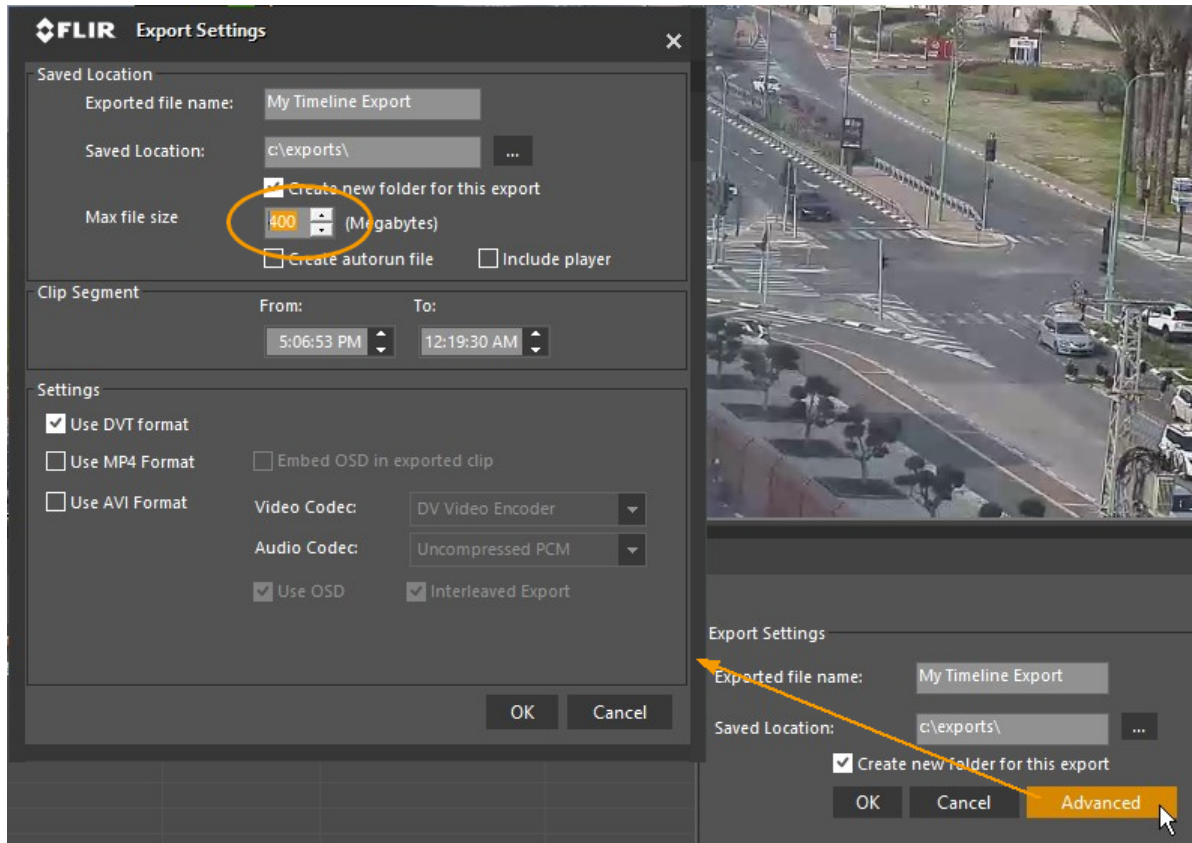 FLIR Export Settings
Saved Location
Exported file name: My Timeline Export
Saved Location: c:\exports\ ...
Create new folder for this export
Max file size 400 (Megabytes)
Create autorun file Include player
Clip Segment
From: To:
5:06:53 PM 12:19:30 AM
Settings
Use DVT format
Use MP4 Format Embed OSD in exported clip
Use AVI Format Video Codec: DV Video Encoder
Audio Codec: Uncompressed PCM
Use OSD Interleaved Export
OK Cancel
Export Settings
Exported file name: My Timeline Export
Saved Location: c:\exports\ ...
Create new folder for this export
OK Cancel Advanced